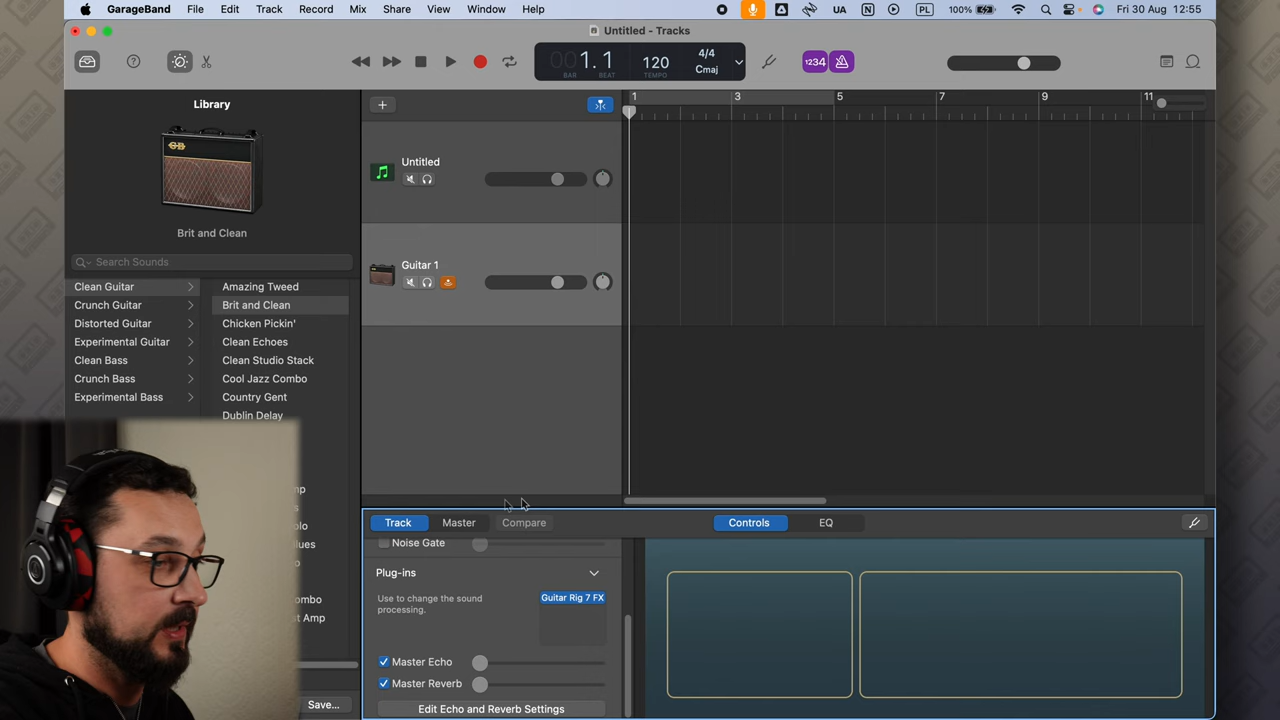 GarageBand File Edit Track Record Mix Share View Window Help
UA N PL 100% Fri 30 Aug 12:55
Untitled - Tracks
001.1
BAR BEAT
120
TEMPO
4/4
Cmaj
1234
Library
GB
Brit and Clean
Search Sounds
Clean Guitar
Crunch Guitar
Distorted Guitar
Experimental Guitar
Clean Bass
Crunch Bass
Experimental Bass
Amazing Tweed
Brit and Clean
Chicken Pickin'
Clean Echoes
Clean Studio Stack
Cool Jazz Combo
Country Gent
Dublin Delay
Save...
1 3 5 7 9 11
Untitled
Guitar 1
Track Master Compare
Controls EQ
Noise Gate
Plug-ins
Use to change the sound
processing.
Guitar Rig 7 FX
Master Echo
Master Reverb
Edit Echo and Reverb Settings